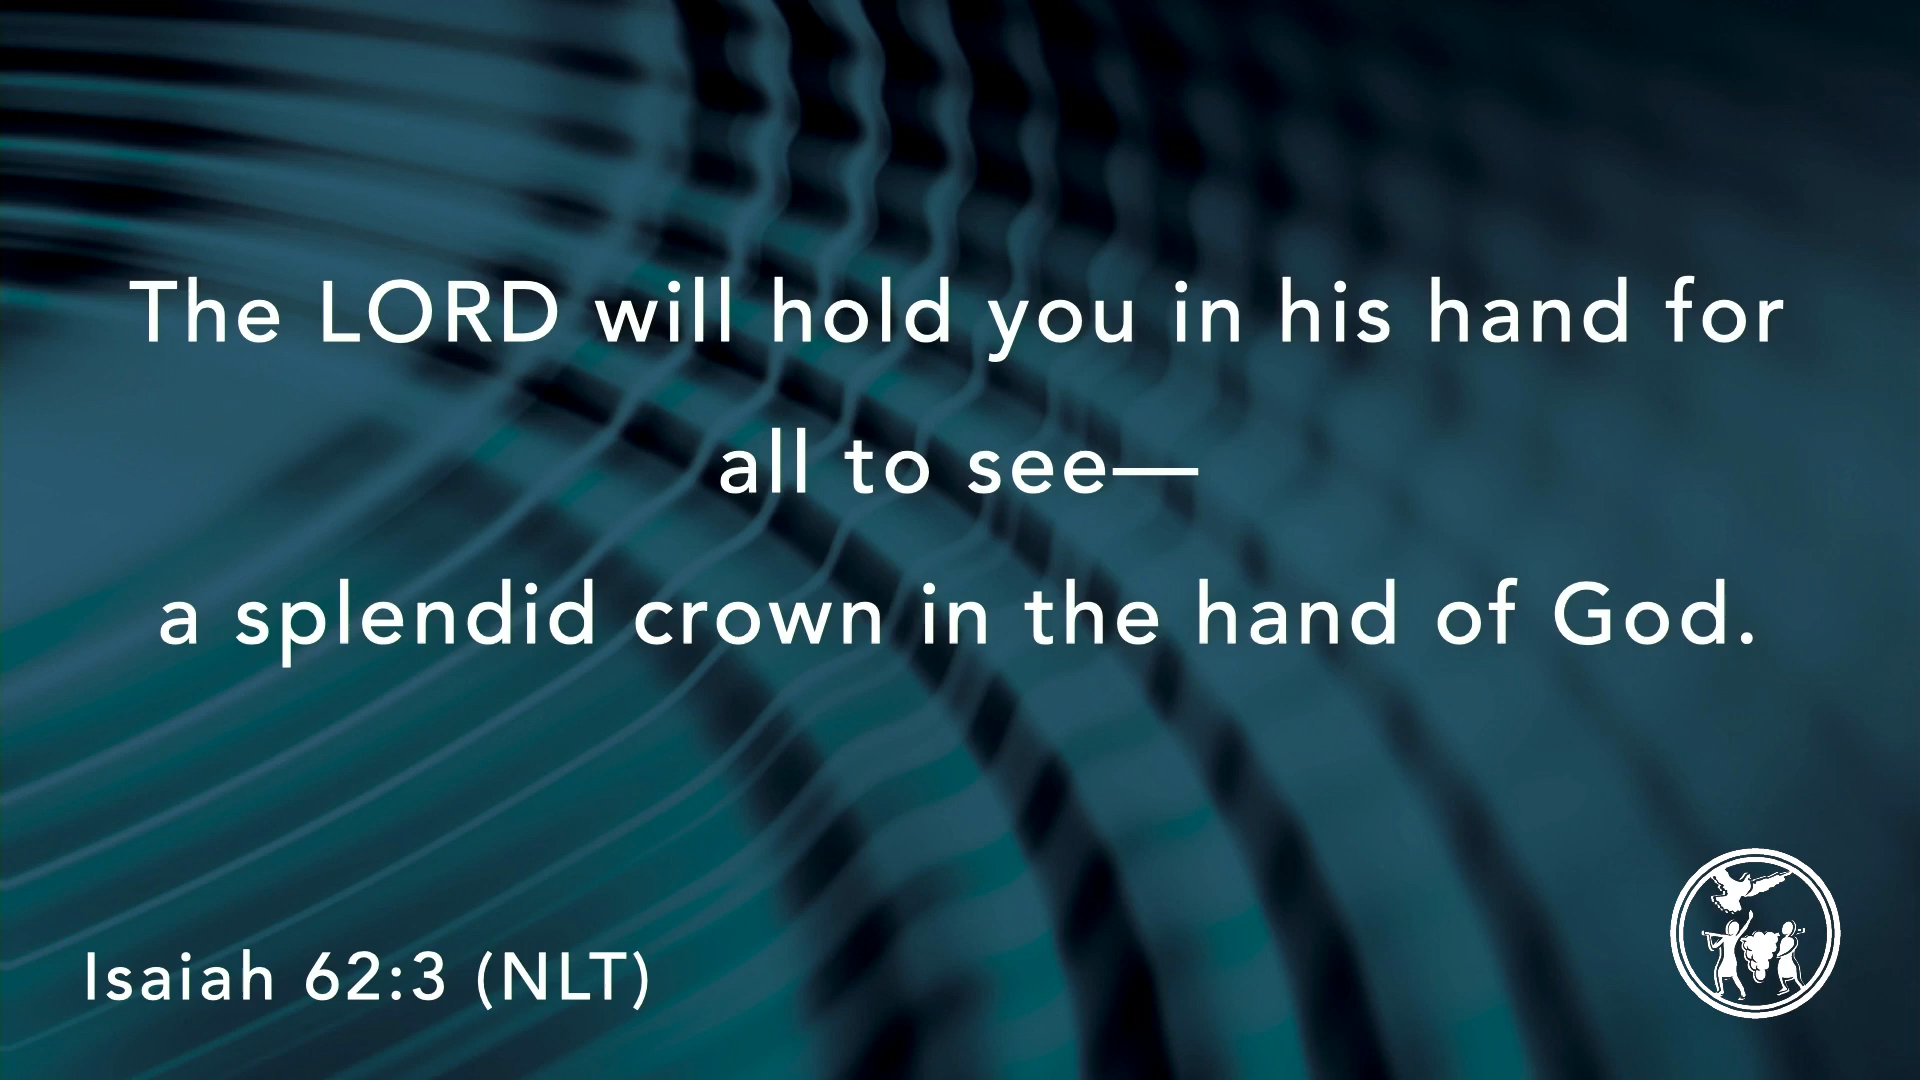 The LORD will hold you in his hand for
all to see—
a splendid crown in the hand of God.
Isaiah 62:3 (NLT)